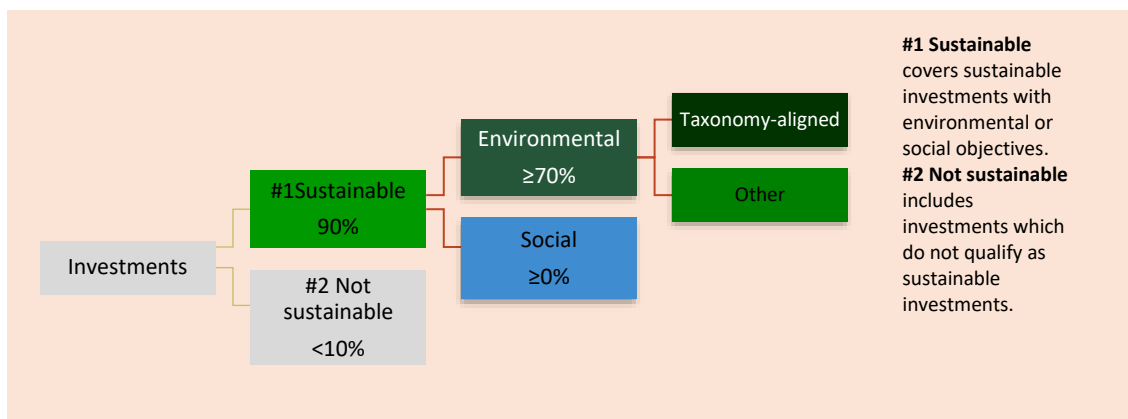 Investments
#1Sustainable
90%
#2 Not
sustainable
<10%
Environmental
≥70%
Social
≥0%
Taxonomy-aligned
Other
#1 Sustainable
covers sustainable
investments with
environmental or
social objectives.
#2 Not sustainable
includes
investments which
do not qualify as
sustainable
investments.